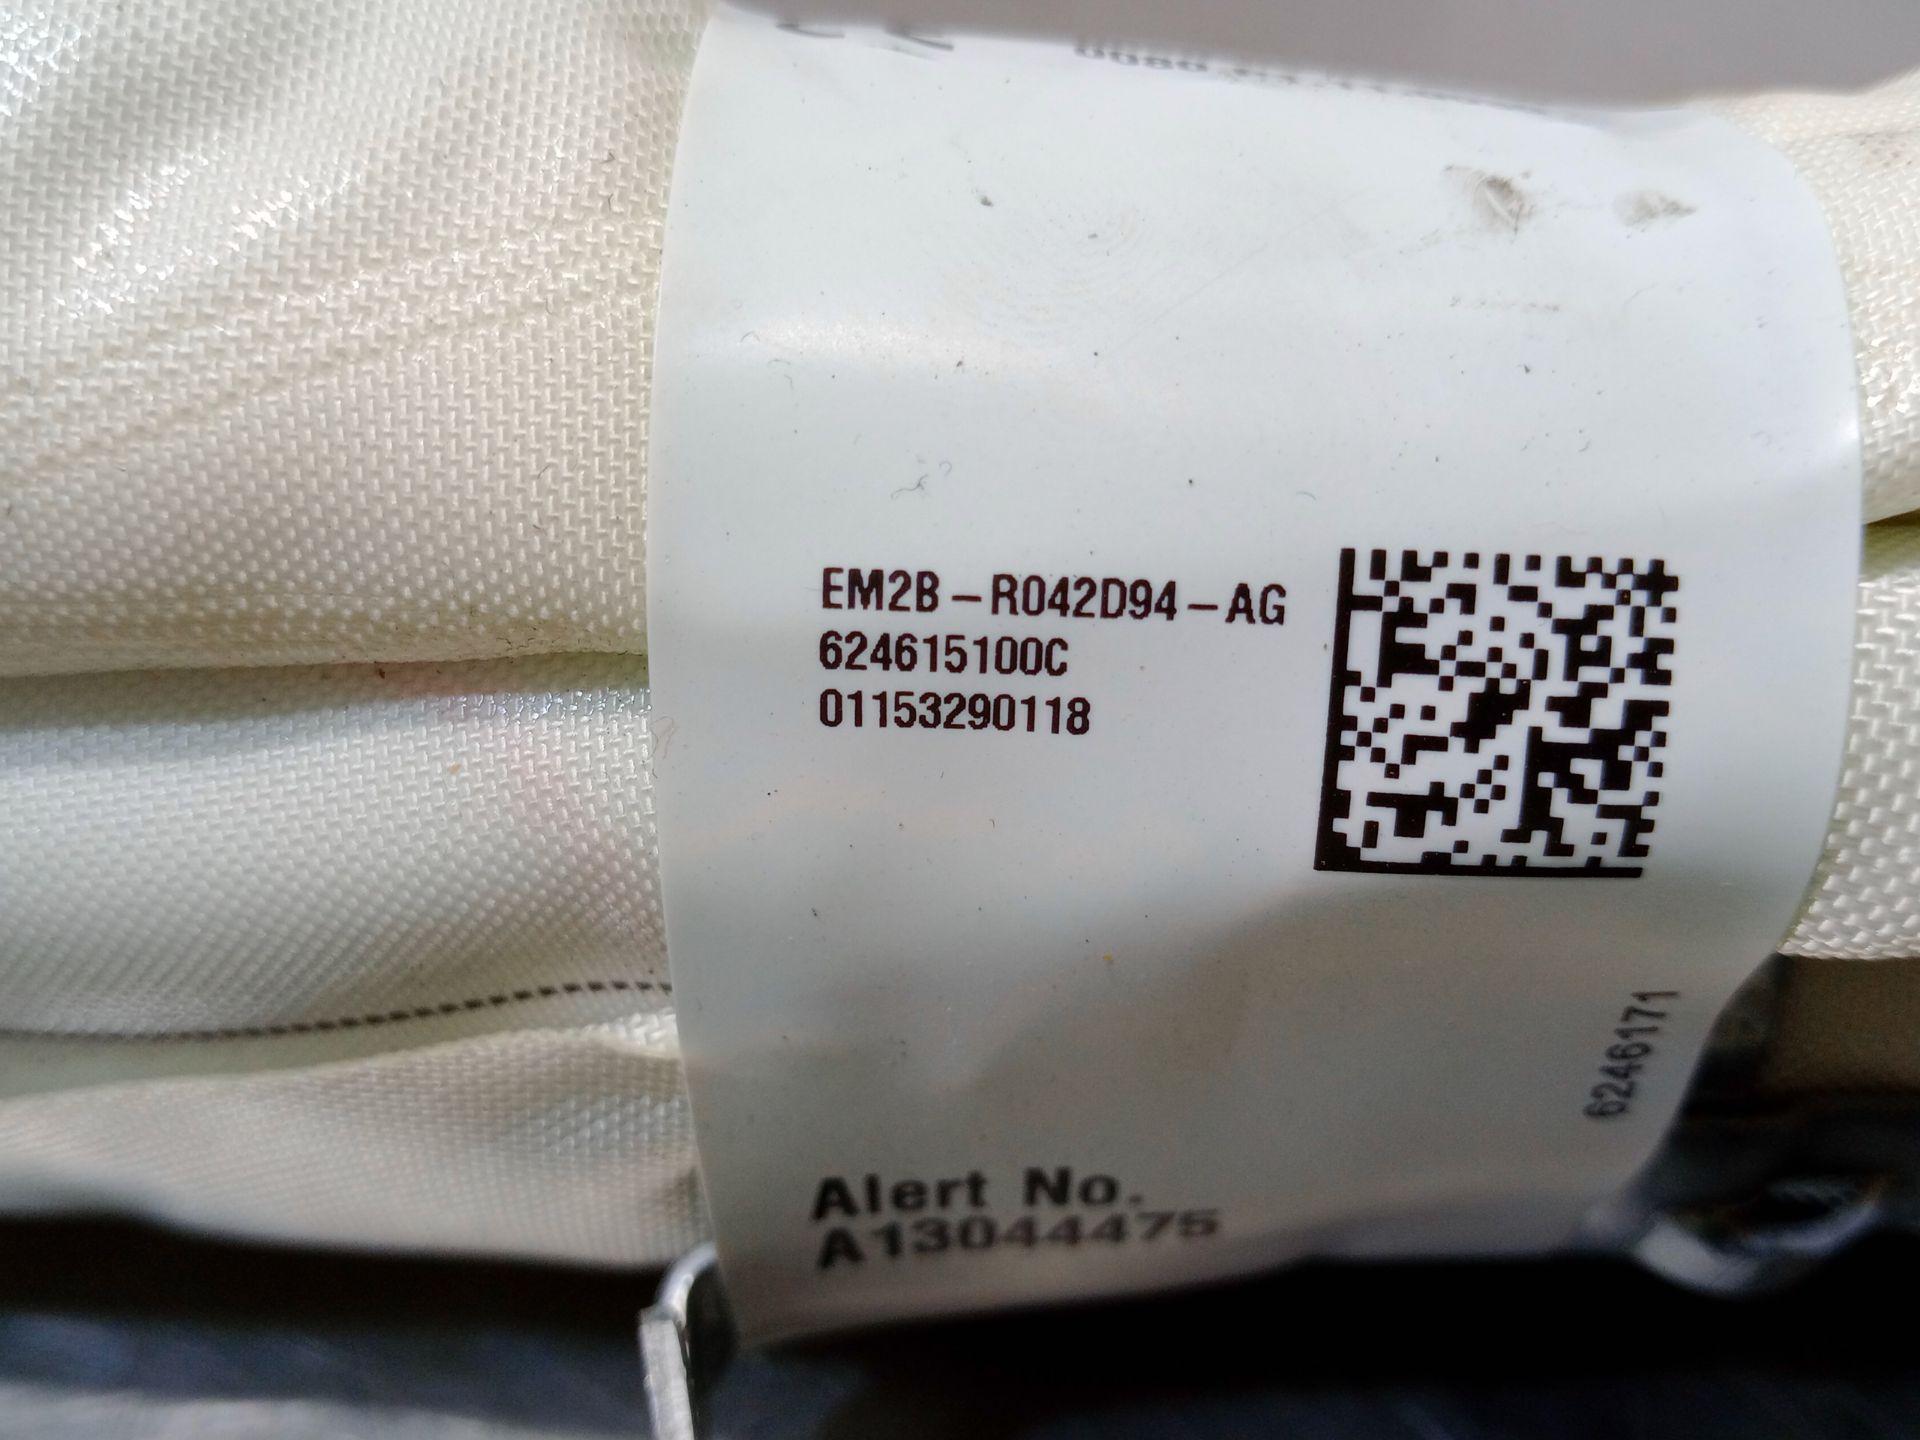 EM2B-R042D94-AG
624615100C
01153290118
6246171
Alert No.
A13044475